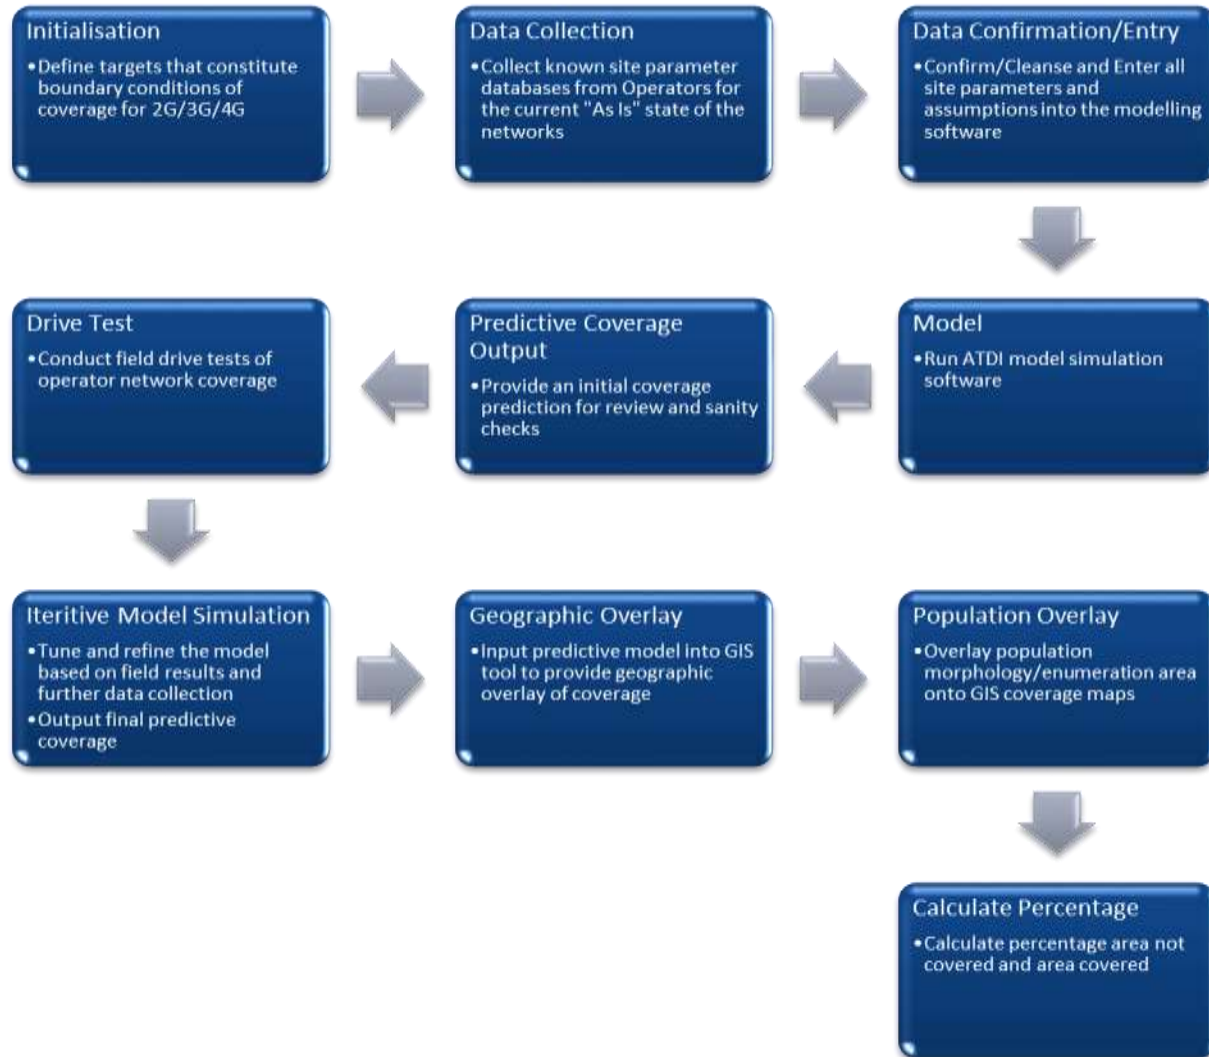 Initialisation
•Define targets that constitute
boundary conditions of
coverage for 2G/3G/4G
Data Collection
•Collect known site parameter
databases from Operators for
the current "As Is" state of the
networks
Data Confirmation/Entry
•Confirm/Cleanse and Enter all
site parameters and
assumptions into the modelling
software
Model
•Run ATDI model simulation
software
Predictive Coverage
Output
•Provide an initial coverage
prediction for review and sanity
checks
Drive Test
•Conduct field drive tests of
operator network coverage
Iteritive Model Simulation
•Tune and refine the model
based on field results and
further data collection
•Output final predictive
coverage
Geographic Overlay
•Input predictive model into GIS
tool to provide geographic
overlay of coverage
Population Overlay
•Overlay population
morphology/enumeration area
onto GIS coverage maps
Calculate Percentage
•Calculate percentage area not
covered and area covered